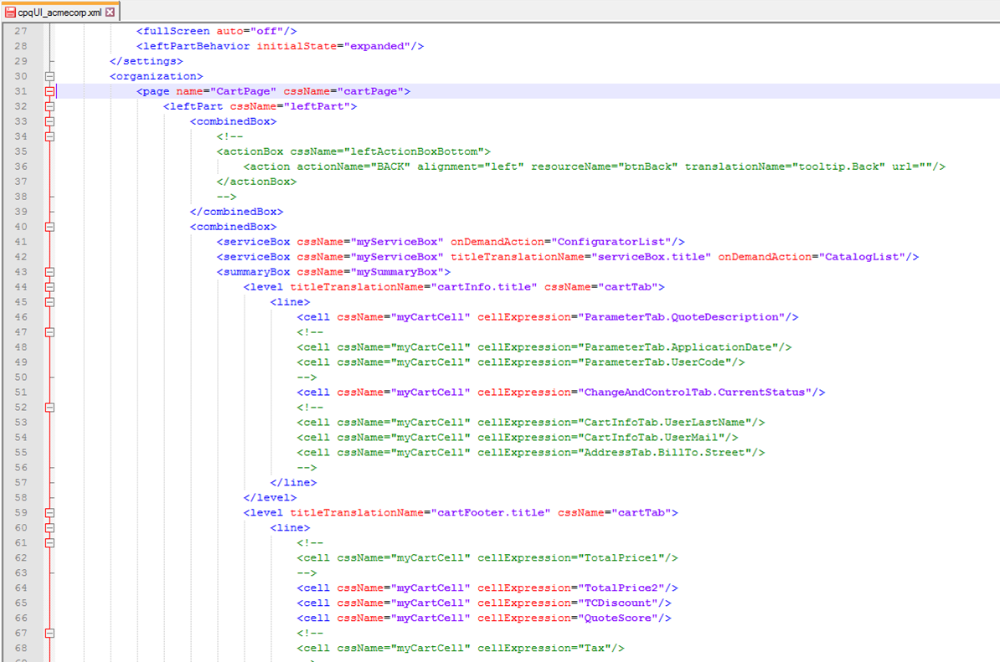 cpqUI_acmecorp.xml
27 <fullScreen auto="off"/>
28 <leftPartBehavior initialState="expanded"/>
29 </settings>
30 <organization>
31 <page name="CartPage" cssName="cartPage">
32 <leftPart cssName="leftPart">
33 <combinedBox>
34 <!--
35 <actionBox cssName="leftActionBoxBottom">
36 <action actionName="BACK" alignment="left" resourceName="btnBack" translationName="tooltip.Back" url=""/>
37 </actionBox>
38 -->
39 </combinedBox>
40 <combinedBox>
41 <serviceBox cssName="myServiceBox" onDemandAction="ConfiguratorList"/>
42 <serviceBox cssName="myServiceBox" titleTranslationName="serviceBox.title" onDemandAction="CatalogList"/>
43 <summaryBox cssName="mySummaryBox">
44 <level titleTranslationName="cartInfo.title" cssName="cartTab">
45 <line>
46 <cell cssName="myCartCell" cellExpression="ParameterTab.QuoteDescription"/>
47 <!--
48 <cell cssName="myCartCell" cellExpression="ParameterTab.ApplicationDate"/>
49 <cell cssName="myCartCell" cellExpression="ParameterTab.UserCode"/>
50 -->
51 <cell cssName="myCartCell" cellExpression="ChangeAndControlTab.CurrentStatus"/>
52 <!--
53 <cell cssName="myCartCell" cellExpression="CartInfoTab.UserLastName"/>
54 <cell cssName="myCartCell" cellExpression="CartInfoTab.UserMail"/>
55 <cell cssName="myCartCell" cellExpression="AddressTab.BillTo.Street"/>
56 -->
57 </line>
58 </level>
59 <level titleTranslationName="cartFooter.title" cssName="cartTab">
60 <line>
61 <!--
62 <cell cssName="myCartCell" cellExpression="TotalPrice1"/>
63 -->
64 <cell cssName="myCartCell" cellExpression="TotalPrice2"/>
65 <cell cssName="myCartCell" cellExpression="TCDiscount"/>
66 <cell cssName="myCartCell" cellExpression="QuoteScore"/>
67 <!--
68 <cell cssName="myCartCell" cellExpression="Tax"/>